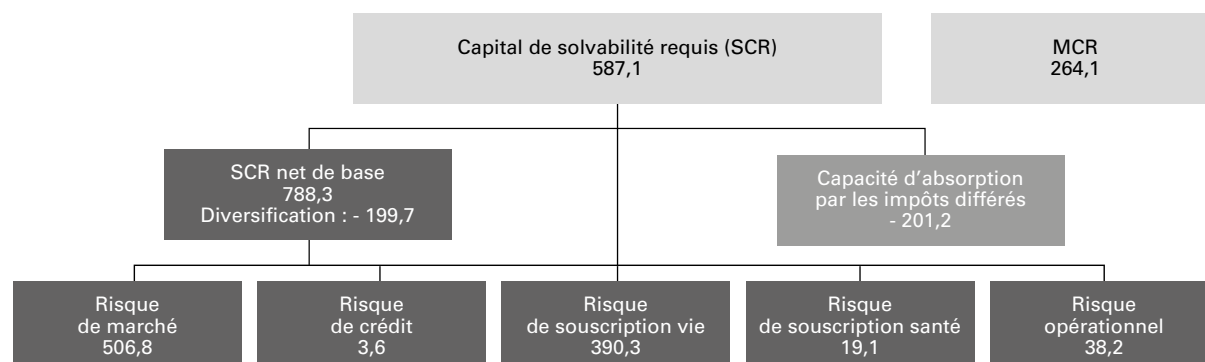 Capital de solvabilité requis (SCR)
587,1
MCR
264,1
SCR net de base
788,3
Diversification : - 199,7
Capacité d’absorption
par les impôts différés
- 201,2
Risque
de marché
506,8
Risque
de crédit
3,6
Risque
de souscription vie
390,3
Risque
de souscription santé
19,1
Risque
opérationnel
38,2